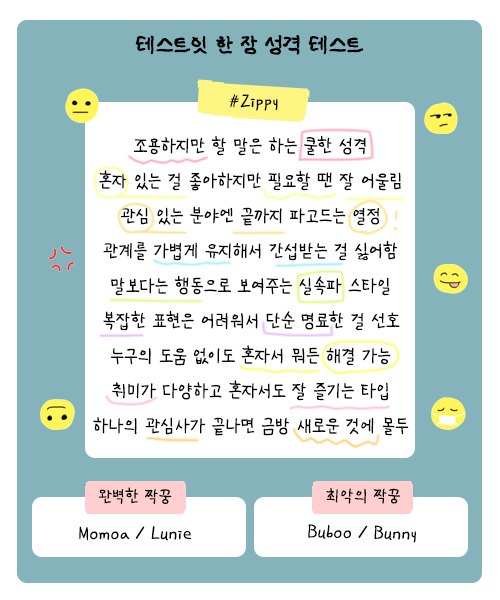 테스트잇 한 장 성격 테스트
#Zippy
조용하지만 할 말은 하는 쿨한 성격
혼자 있는 걸 좋아하지만 필요할 땐 잘 어울림
관심 있는 분야엔 끝까지 파고드는 열정 !
관계를 가볍게 유지해서 간섭받는 걸 싫어함
말보다는 행동으로 보여주는 실속파 스타일
복잡한 표현은 어려워서 단순 명료한 걸 선호
누구의 도움 없이도 혼자서 뭐든 해결 가능
취미가 다양하고 혼자서도 잘 즐기는 타입
하나의 관심사가 끝나면 금방 새로운 것에 몰두
완벽한 짝꿍
Momoa / Lunie
최악의 짝꿍
Buboo / Bunny